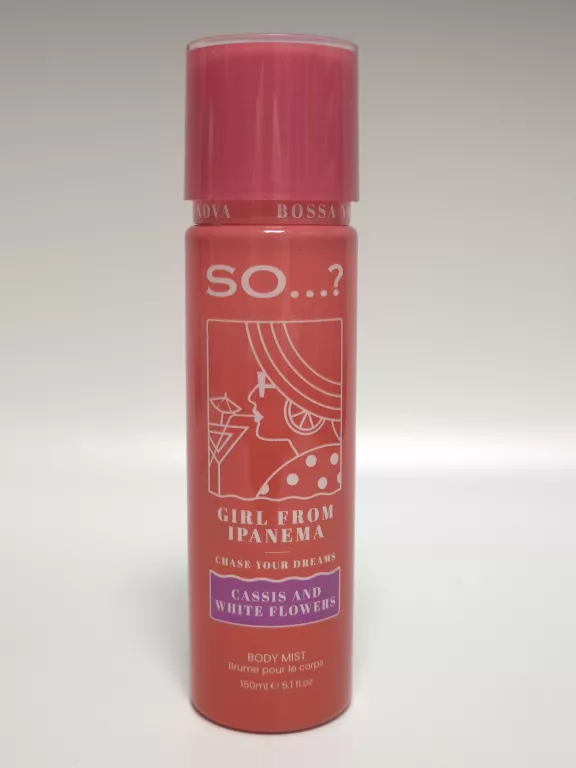 NOVA BOSSA N
SO...?
GIRL FROM
IPANEMA
CHASE YOUR DREAMS
CASSIS AND
WHITE FLOWERS
BODY MIST
Brume pour le corps
150ml ℮ 5.1 fl.oz